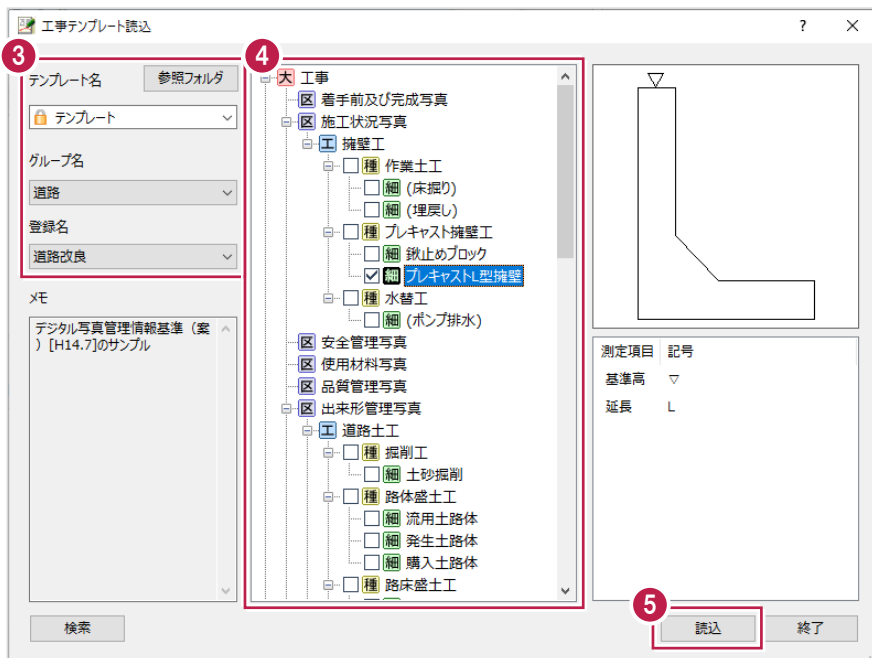 工事テンプレート読込
? ×
3
テンプレート名
参照フォルダ
テンプレート
グループ名
道路
登録名
道路改良
メモ
デジタル写真管理情報基準（案
）[H14.7]のサンプル
検索
4
大 工事
区 着手前及び完成写真
区 施工状況写真
工 擁壁工
種 作業土工
細 (床掘り)
細 (埋戻し)
種 プレキャスト擁壁工
細 鍬止めブロック
細 プレキャストL型擁壁
種 水替工
細 (ポンプ排水)
区 安全管理写真
区 使用材料写真
区 品質管理写真
区 出来形管理写真
工 道路土工
種 掘削工
細 土砂掘削
種 路体盛土工
細 流用土路体
細 発生土路体
細 購入土路体
種 路床盛土工
測定項目 記号
基準高 ▽
延長 L
5
読込
終了